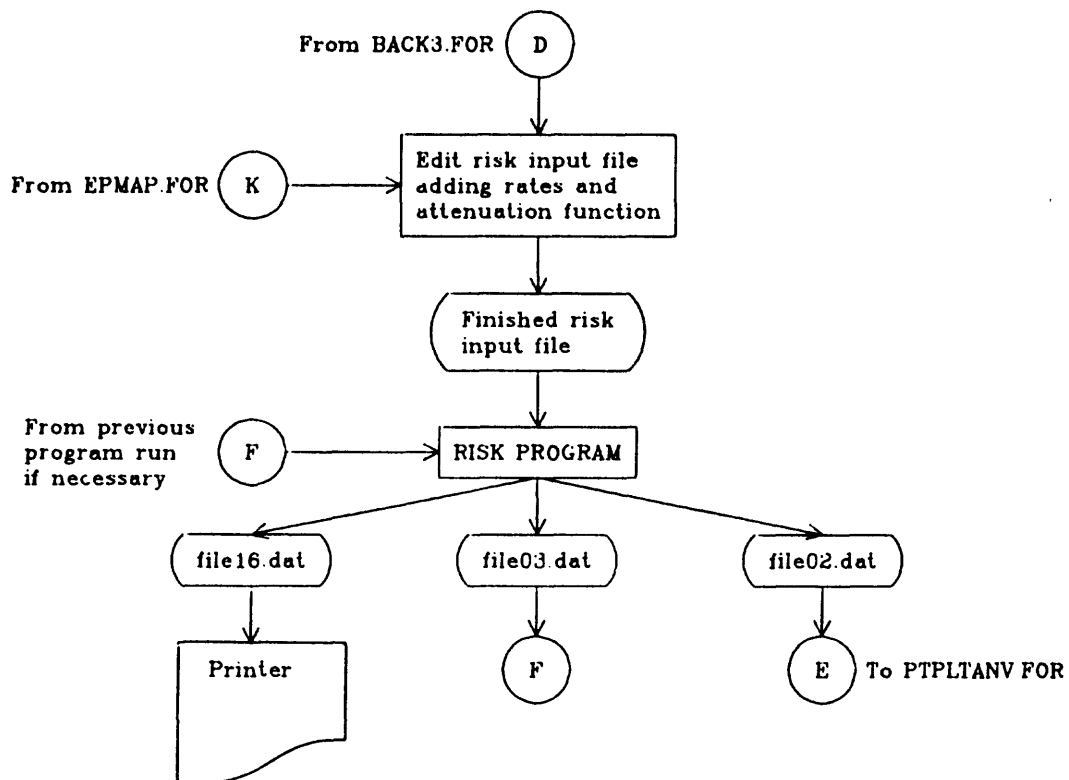 From BACK3.FOR
D
From EPMAP.FOR
K
Edit risk input file
adding rates and
attenuation function
Finished risk
input file
From previous
program run
if necessary
F
RISK PROGRAM
file16.dat
file03.dat
file02.dat
Printer
F
E
To PTPLTANV FOR